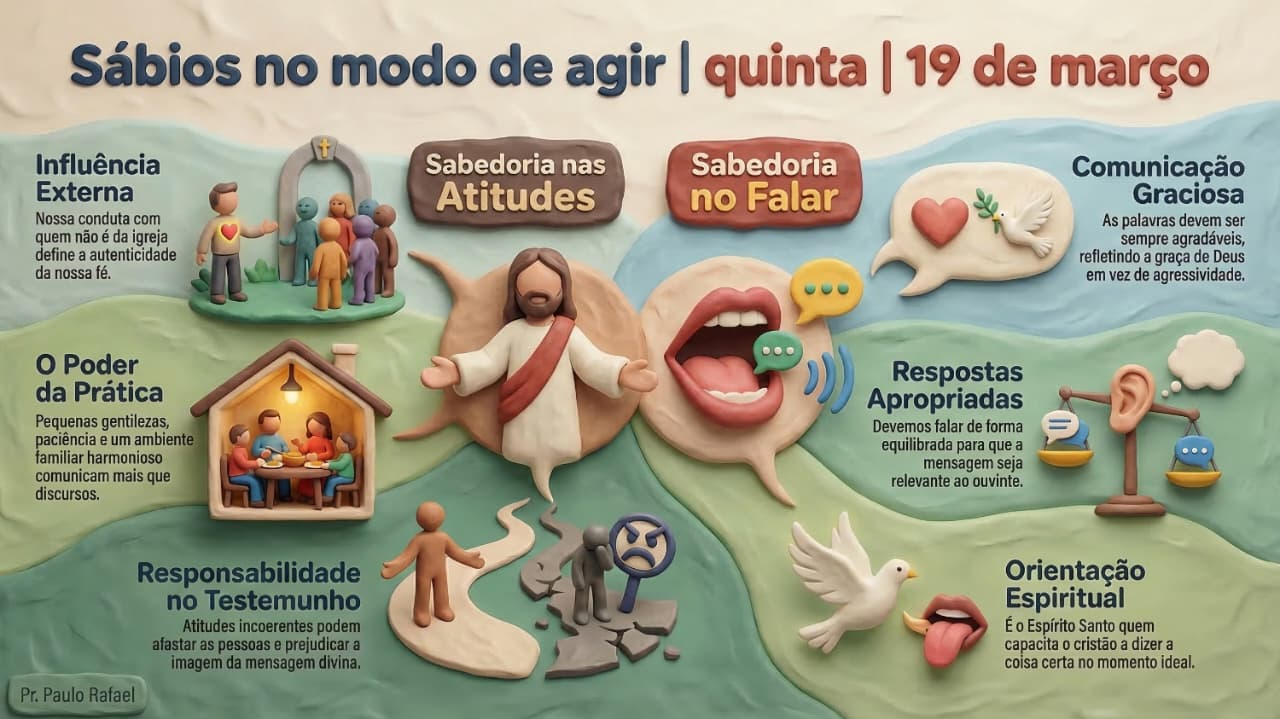 Sábios no modo de agir | quinta | 19 de março
Sabedoria nas
Atitudes
Influência
Externa
Nossa conduta com
quem não é da igreja
define a autenticidade
da nossa fé.
O Poder
da Prática
Pequenas gentilezas,
paciência e um ambiente
familiar harmonioso
comunicam mais que
discursos.
Responsabilidade
no Testemunho
Atitudes incoerentes podem
afastar as pessoas e prejudicar a
imagem da mensagem divina.
Sabedoria
no Falar
Comunicação
Graciosa
As palavras devem ser
sempre agradáveis,
refletindo a graça de Deus
em vez de agressividade.
Respostas
Apropriadas
Devemos falar de forma
equilibrada para que a
mensagem seja
relevante ao ouvinte.
Orientação
Espiritual
É o Espírito Santo quem
capacita o cristão a dizer a
coisa certa no momento ideal.
Pr. Paulo Rafael